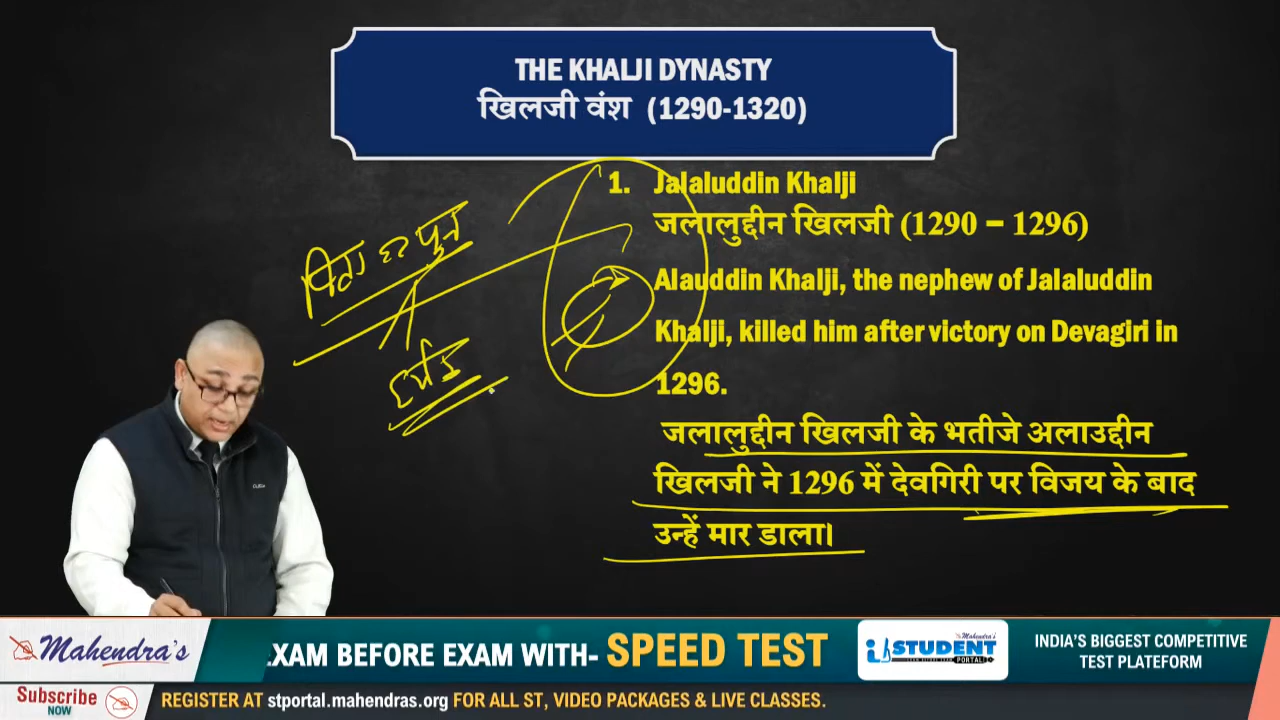 THE KHALJI DYNASTY
खिलजी वंश (1290-1320)
1. Jalaluddin Khalji
जलालुद्दीन खिलजी (1290 – 1296)
Alauddin Khalji, the nephew of Jalaluddin
Khalji, killed him after victory on Devagiri in
1296.
जलालुद्दीन खिलजी के भतीजे अलाउद्दीन
खिलजी ने 1296 में देवगिरी पर विजय के बाद
उन्हें मार डाला।
Mahendra's
EXAM BEFORE EXAM WITH- SPEED TEST
Mahendra's
STUDENT
PORTAL
INDIA'S BIGGEST COMPETITIVE
TEST PLATEFORM
Subscribe
NOW
REGISTER AT stportal.mahendras.org FOR ALL ST, VIDEO PACKAGES & LIVE CLASSES.